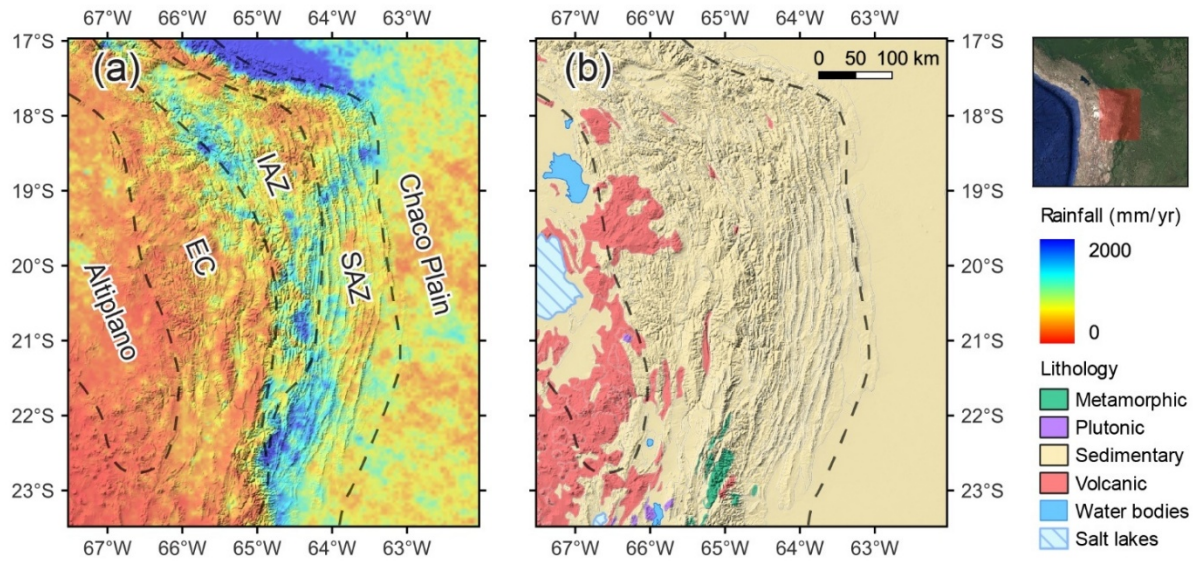 67°W 66°W 65°W 64°W 63°W 67°W 66°W 65°W 64°W 63°W
17°S 17°S
(a) (b)
0 50 100 km
18°S 18°S
IAZ
19°S 19°S
Chaco Plain
EC
SAZ
20°S 20°S
Altiplano
21°S 21°S
22°S 22°S
23°S 23°S
67°W 66°W 65°W 64°W 63°W 67°W 66°W 65°W 64°W 63°W
Rainfall (mm/yr)
2000
0
Lithology
Metamorphic
Plutonic
Sedimentary
Volcanic
Water bodies
Salt lakes